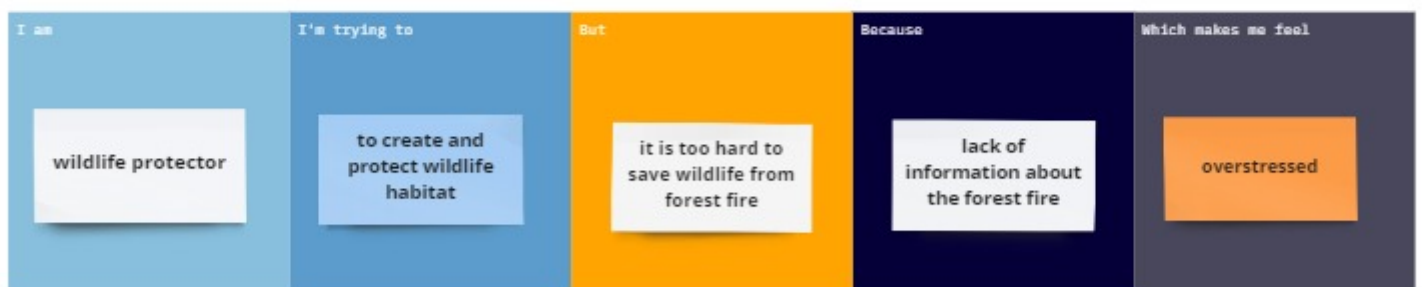 I am
I'm trying to
But
Because
Which makes me feel
wildlife protector
to create and
protect wildlife
habitat
it is too hard to
save wildlife from
forest fire
lack of
information about
the forest fire
overstressed